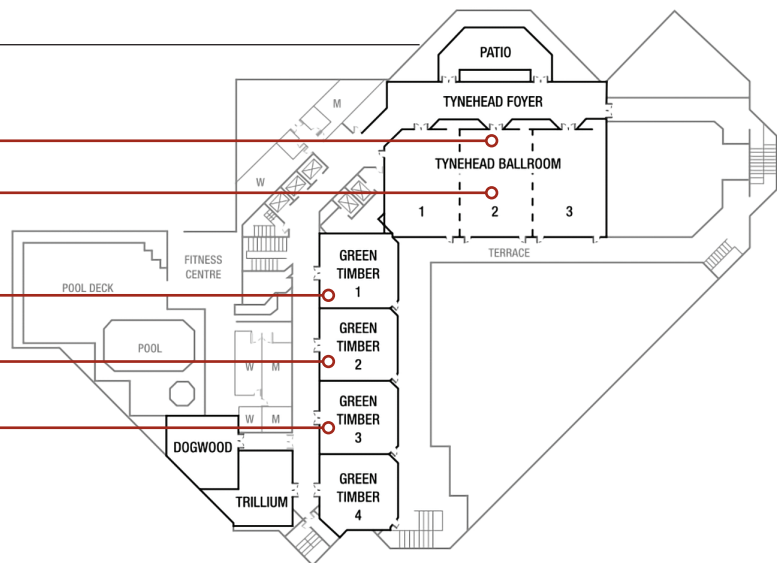 PATIO
M
TYNEHEAD FOYER
TYNEHEAD BALLROOM
W
1
2
3
TERRACE
GREEN
TIMBER
1
FITNESS
CENTRE
POOL DECK
GREEN
TIMBER
2
POOL
W
M
GREEN
TIMBER
3
W
M
DOGWOOD
GREEN
TIMBER
4
TRILLIUM